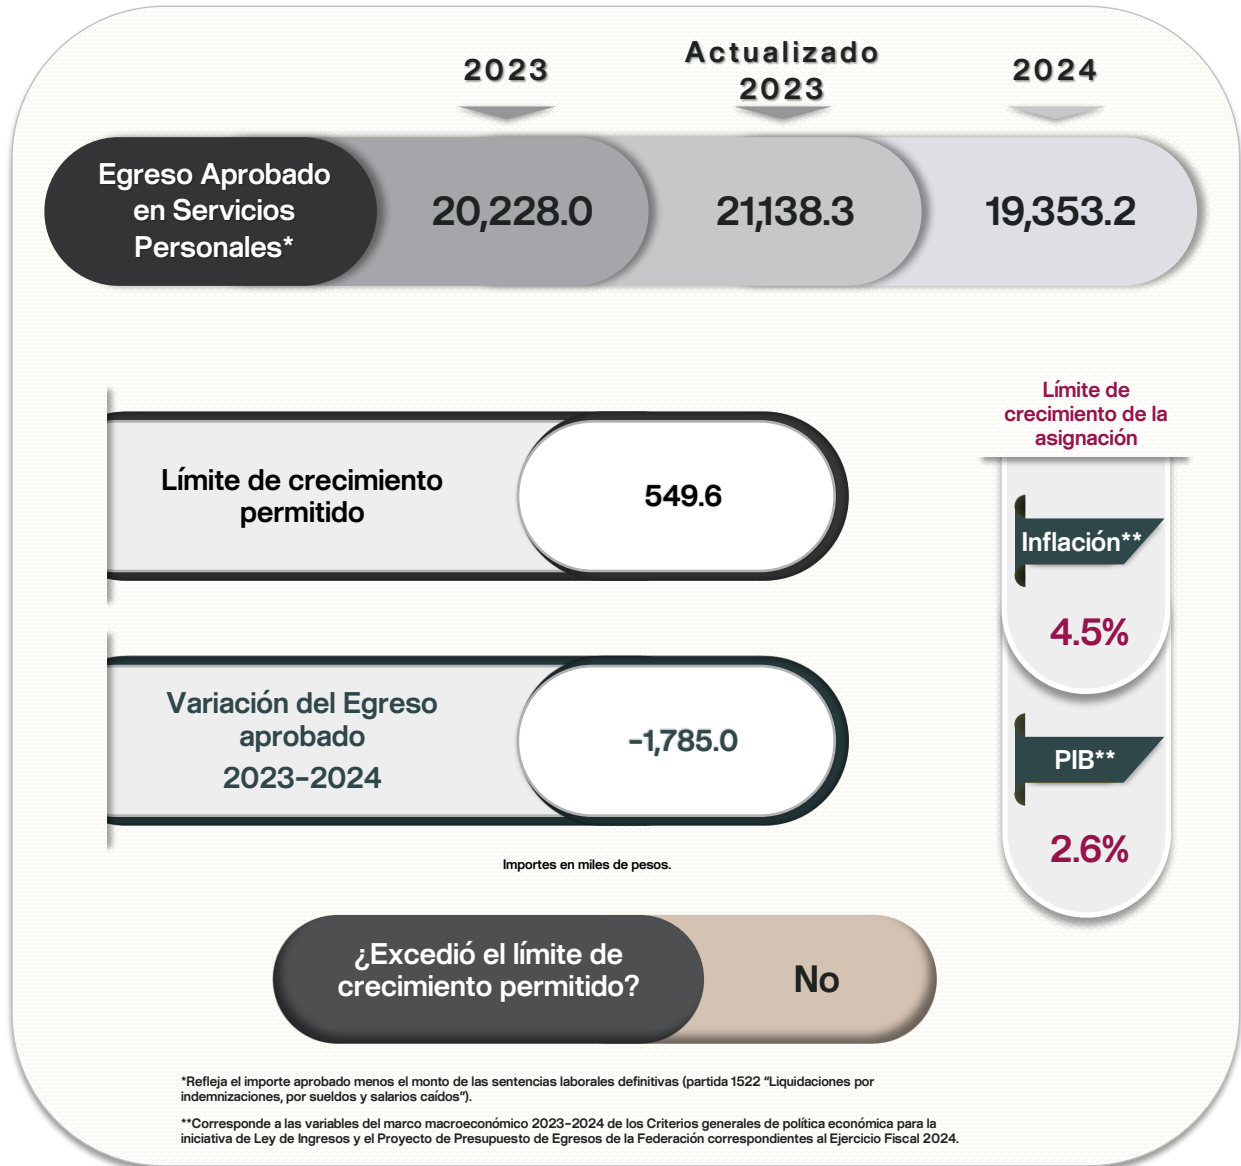 2023
Actualizado
2023
2024
Egreso Aprobado
en Servicios
Personales*
20,228.0
21,138.3
19,353.2
Límite de crecimiento
permitido
549.6
Límite de
crecimiento de la
asignación
Inflación**
4.5%
Variación del Egreso
aprobado
2023-2024
-1,785.0
PIB**
2.6%
Importes en miles de pesos.
¿Excedió el límite de
crecimiento permitido?
No
*Refleja el importe aprobado menos el monto de las sentencias laborales definitivas (partida 1522 "Liquidaciones por
indemnizaciones, por sueldos y salarios caídos").
**Corresponde a las variables del marco macroeconómico 2023-2024 de los Criterios generales de política económica para la
iniciativa de Ley de Ingresos y el Proyecto de Presupuesto de Egresos de la Federación correspondientes al Ejercicio Fiscal 2024.